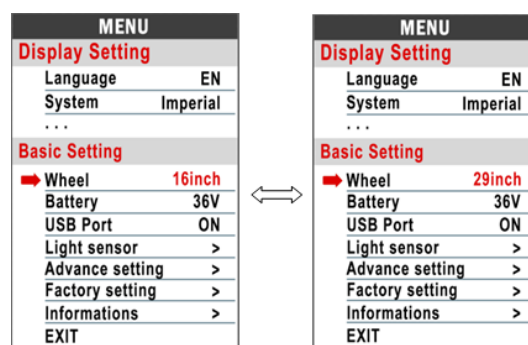 MENU
Display Setting
Language EN
System Imperial
...
Basic Setting
Wheel 16inch
Battery 36V
USB Port ON
Light sensor >
Advance setting >
Factory setting >
Informations >
EXIT
MENU
Display Setting
Language EN
System Imperial
...
Basic Setting
Wheel 29inch
Battery 36V
USB Port ON
Light sensor >
Advance setting >
Factory setting >
Informations >
EXIT